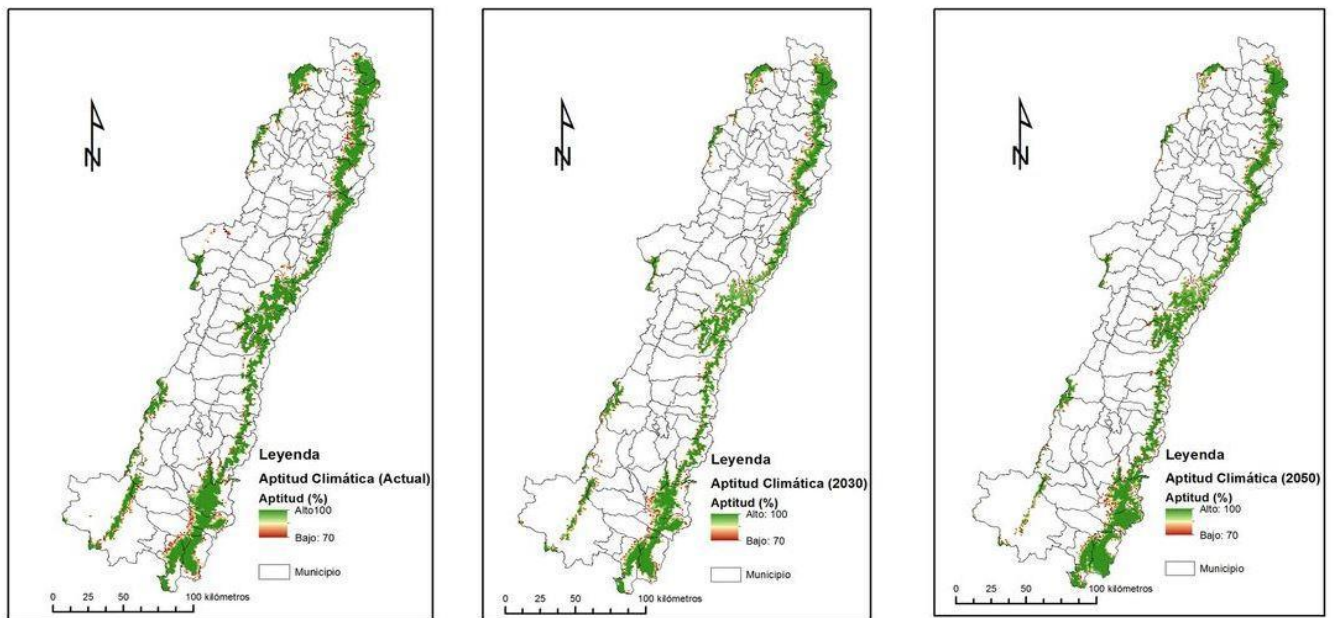 N
Leyenda
Aptitud Climática (Actual)
Aptitud (%)
Alto100
Bajo: 70
Municipio
0 25 50 100 kilómetros
N
Leyenda
Aptitud Climática (2030)
Aptitud (%)
Alto: 100
Bajo: 70
Municipio
0 25 50 100 kilómetros
N
Leyenda
Aptitud Climática (2050)
Aptitud (%)
Alto: 100
Bajo: 70
Municipio
0 25 50 100 kilómetros